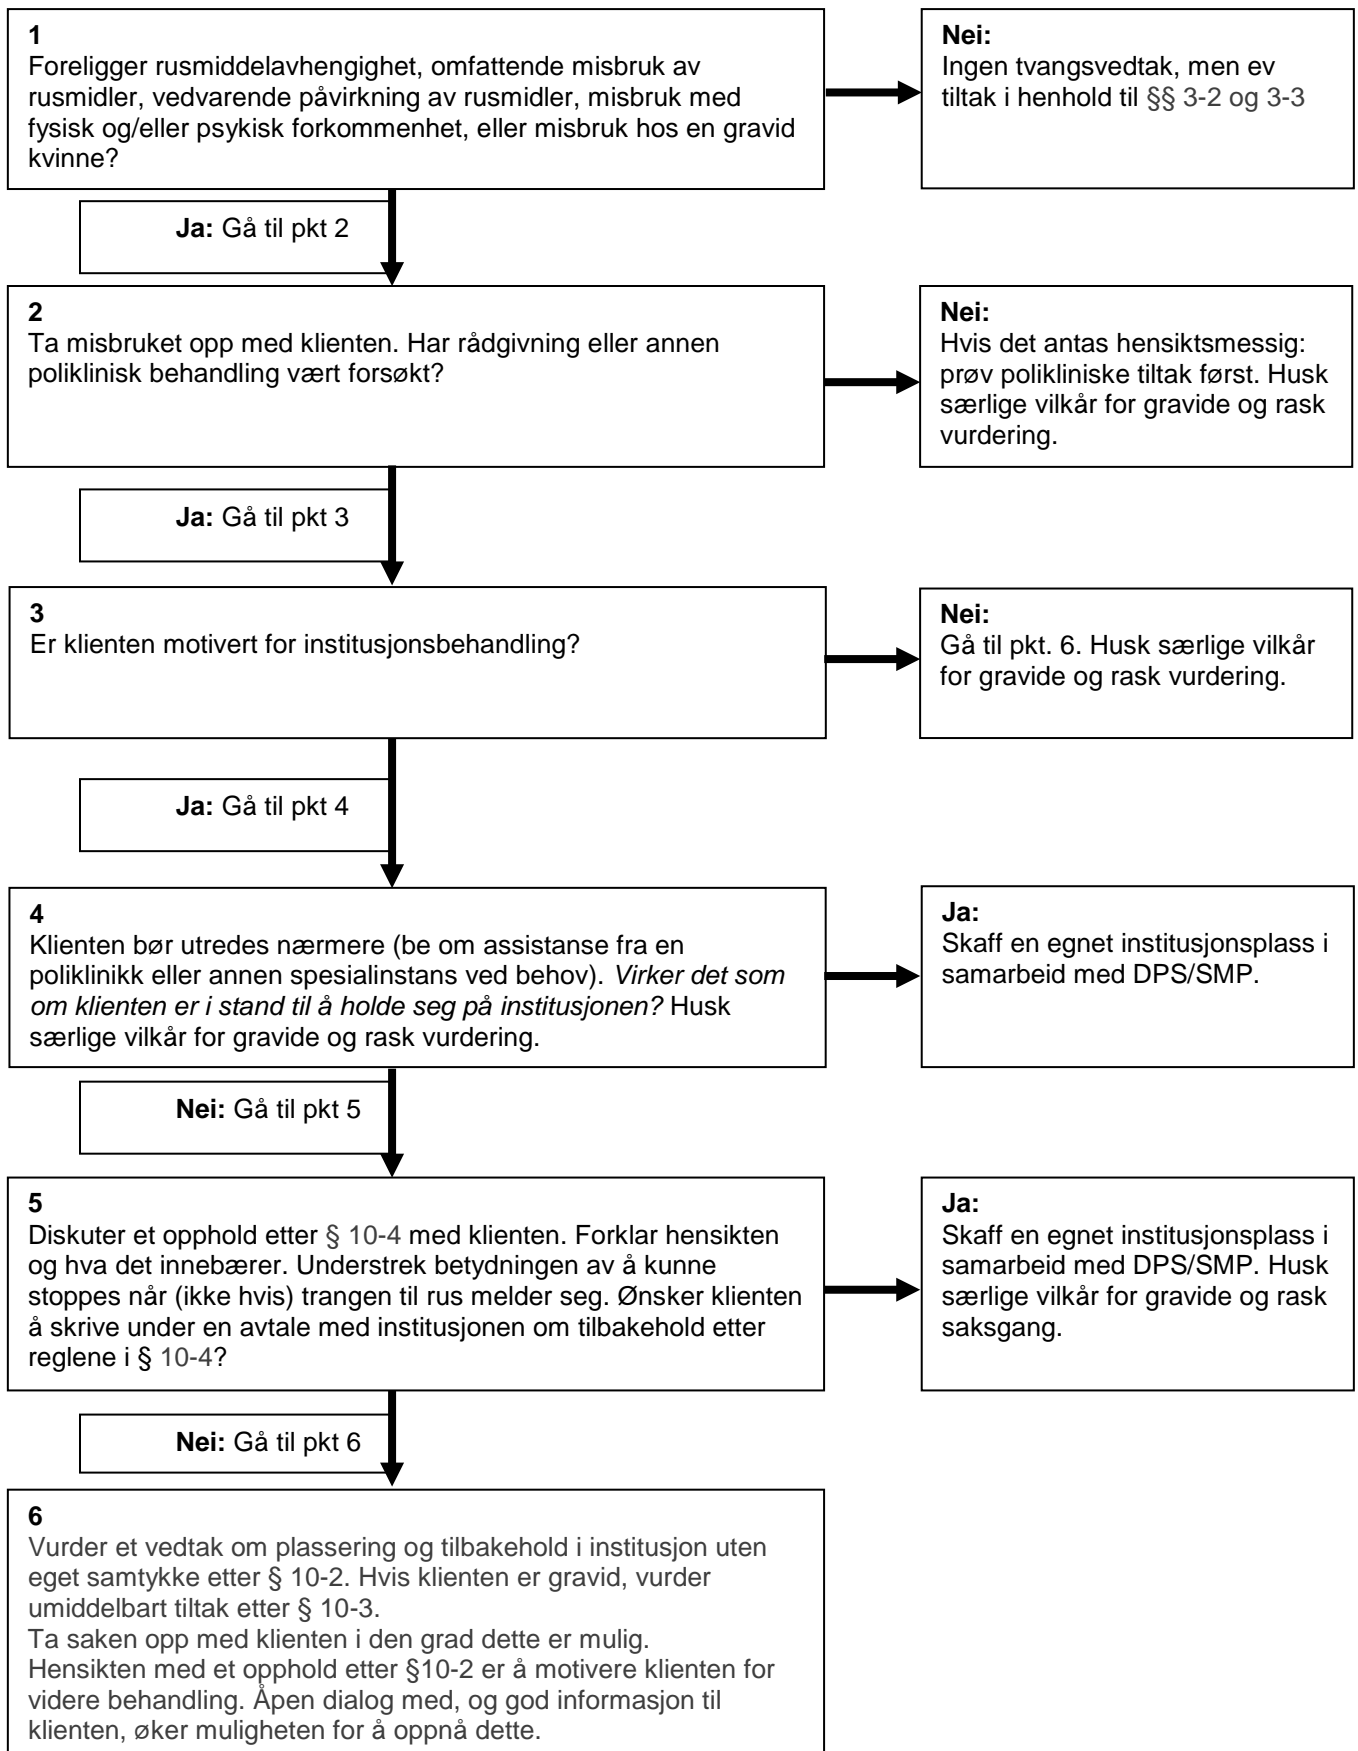 1
Foreligger rusmiddelavhengighet, omfattende misbruk av
rusmidler, vedvarende påvirkning av rusmidler, misbruk med
fysisk og/eller psykisk forkommenhet, eller misbruk hos en gravid
kvinne?
Nei:
Ingen tvangsvedtak, men ev
tiltak i henhold til §§ 3-2 og 3-3
Ja: Gå til pkt 2
2
Ta misbruket opp med klienten. Har rådgivning eller annen
poliklinisk behandling vært forsøkt?
Nei:
Hvis det antas hensiktsmessig:
prøv polikliniske tiltak først. Husk
særlige vilkår for gravide og rask
vurdering.
Ja: Gå til pkt 3
3
Er klienten motivert for institusjonsbehandling?
Nei:
Gå til pkt. 6. Husk særlige vilkår
for gravide og rask vurdering.
Ja: Gå til pkt 4
4
Klienten bør utredes nærmere (be om assistanse fra en
poliklinikk eller annen spesialinstans ved behov). Virker det som
om klienten er i stand til å holde seg på institusjonen? Husk
særlige vilkår for gravide og rask vurdering.
Ja:
Skaff en egnet institusjonsplass i
samarbeid med DPS/SMP.
Nei: Gå til pkt 5
5
Diskuter et opphold etter § 10-4 med klienten. Forklar hensikten
og hva det innebærer. Understrek betydningen av å kunne
stoppes når (ikke hvis) trangen til rus melder seg. Ønsker klienten
å skrive under en avtale med institusjonen om tilbakehold etter
reglene i § 10-4?
Ja:
Skaff en egnet institusjonsplass i
samarbeid med DPS/SMP. Husk
særlige vilkår for gravide og rask
saksgang.
Nei: Gå til pkt 6
6
Vurder et vedtak om plassering og tilbakehold i institusjon uten
eget samtykke etter § 10-2. Hvis klienten er gravid, vurder
umiddelbart tiltak etter § 10-3.
Ta saken opp med klienten i den grad dette er mulig.
Hensikten med et opphold etter §10-2 er å motivere klienten for
videre behandling. Åpen dialog med, og god informasjon til
klienten, øker muligheten for å oppnå dette.